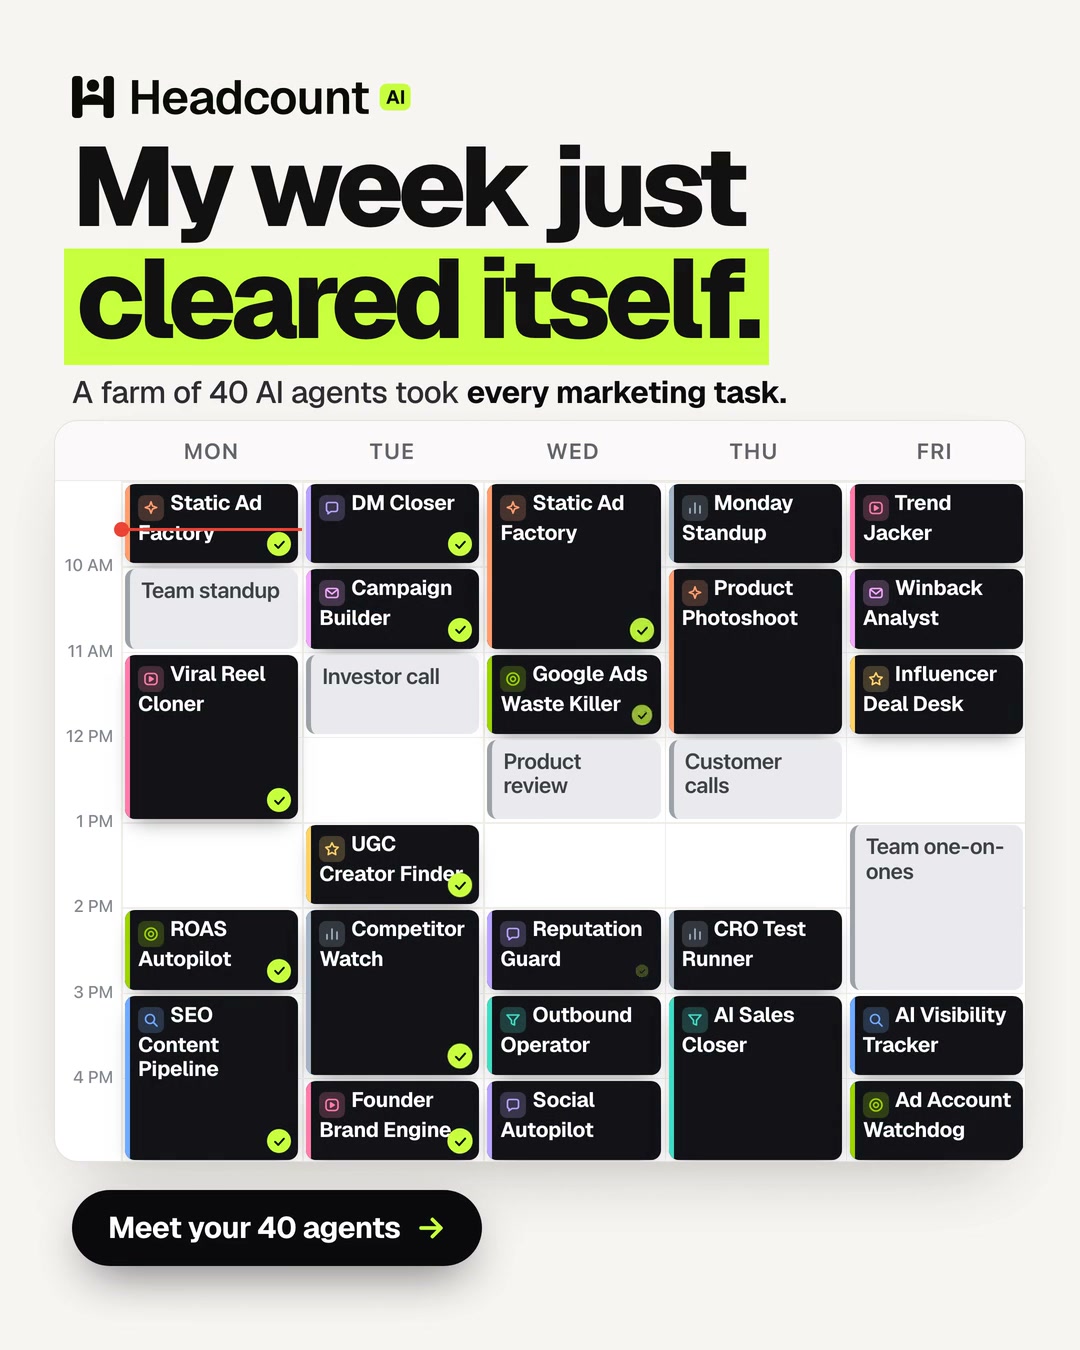 Headcount AI
My week just
cleared itself.
A farm of 40 AI agents took every marketing task.
MON TUE WED THU FRI
10 AM
11 AM
12 PM
1 PM
2 PM
3 PM
4 PM
Static Ad
Factory
Team standup
Viral Reel
Cloner
ROAS
Autopilot
SEO
Content
Pipeline
DM Closer
Campaign
Builder
Investor call
UGC
Creator Finder
Competitor
Watch
Founder
Brand Engine
Static Ad
Factory
Google Ads
Waste Killer
Product
review
Reputation
Guard
Outbound
Operator
Social
Autopilot
Monday
Standup
Product
Photoshoot
Customer
calls
CRO Test
Runner
AI Sales
Closer
Trend
Jacker
Winback
Analyst
Influencer
Deal Desk
Team one-on-
ones
AI Visibility
Tracker
Ad Account
Watchdog
Meet your 40 agents →